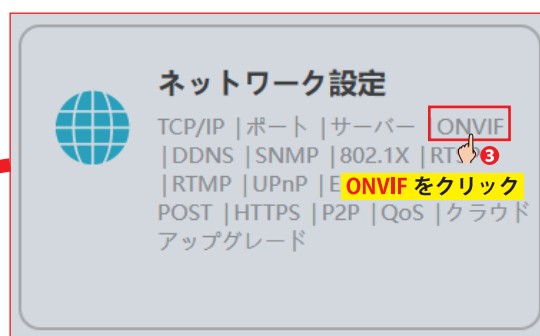 ネットワーク設定
TCP/IP |ポート |サーバー ONVIF
|DDNS |SNMP |802.1X |RTSP
❸
|RTMP |UPnP |E
ONVIF をクリック
POST |HTTPS |P2P |QoS |クラウド
アップグレード